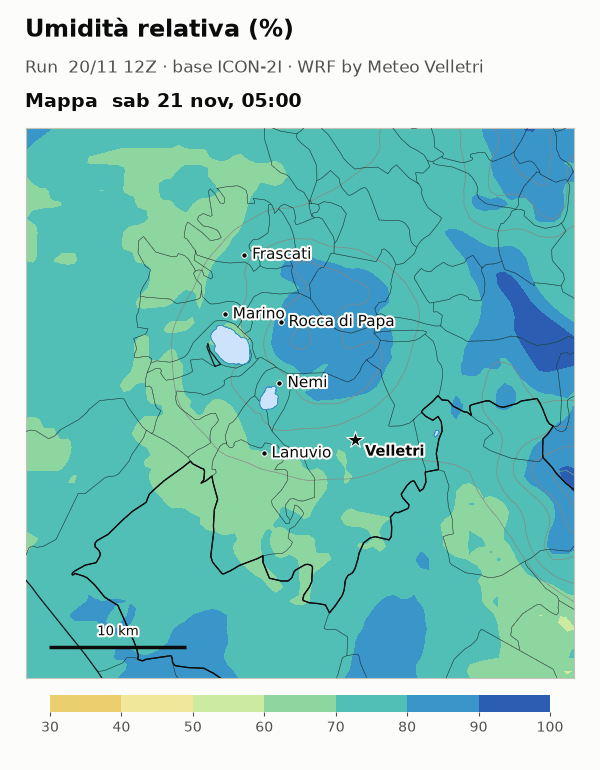 Umidità relativa (%)
Run  20/11 12Z · base ICON-2I · WRF by Meteo Velletri
Mappa  sab 21 nov, 05:00
Frascati
Marino
Rocca di Papa
Nemi
Lanuvio
Velletri
10 km
30 40 50 60 70 80 90 100